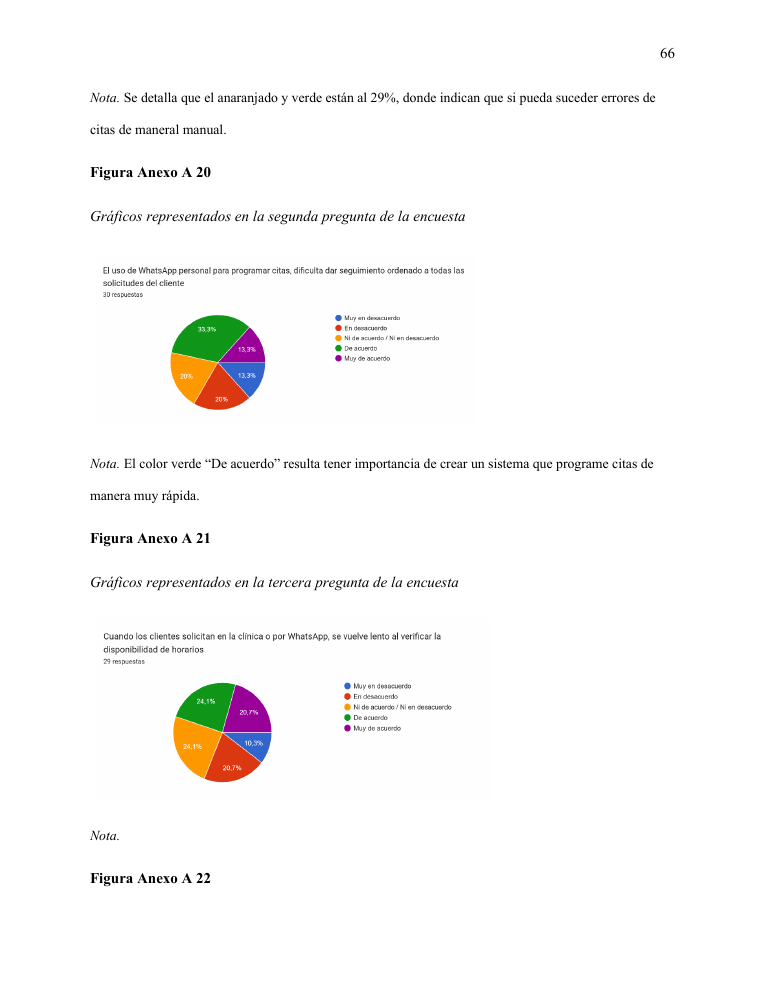 66
Nota. Se detalla que el anaranjado y verde están al 29%, donde indican que si pueda suceder errores de
citas de maneral manual.
Figura Anexo A 20
Gráficos representados en la segunda pregunta de la encuesta
El uso de WhatsApp personal para programar citas, dificulta dar seguimiento ordenado a todas las
solicitudes del cliente
30 respuestas
33,3%
13,3%
20%
13,3%
20%
Muy en desacuerdo
En desacuerdo
Ni de acuerdo / Ni en desacuerdo
De acuerdo
Muy de acuerdo
Nota. El color verde “De acuerdo” resulta tener importancia de crear un sistema que programe citas de
manera muy rápida.
Figura Anexo A 21
Gráficos representados en la tercera pregunta de la encuesta
Cuando los clientes solicitan en la clínica o por WhatsApp, se vuelve lento al verificar la
disponibilidad de horarios
29 respuestas
24,1%
20,7%
24,1%
10,3%
20,7%
Muy en desacuerdo
En desacuerdo
Ni de acuerdo / Ni en desacuerdo
De acuerdo
Muy de acuerdo
Nota.
Figura Anexo A 22